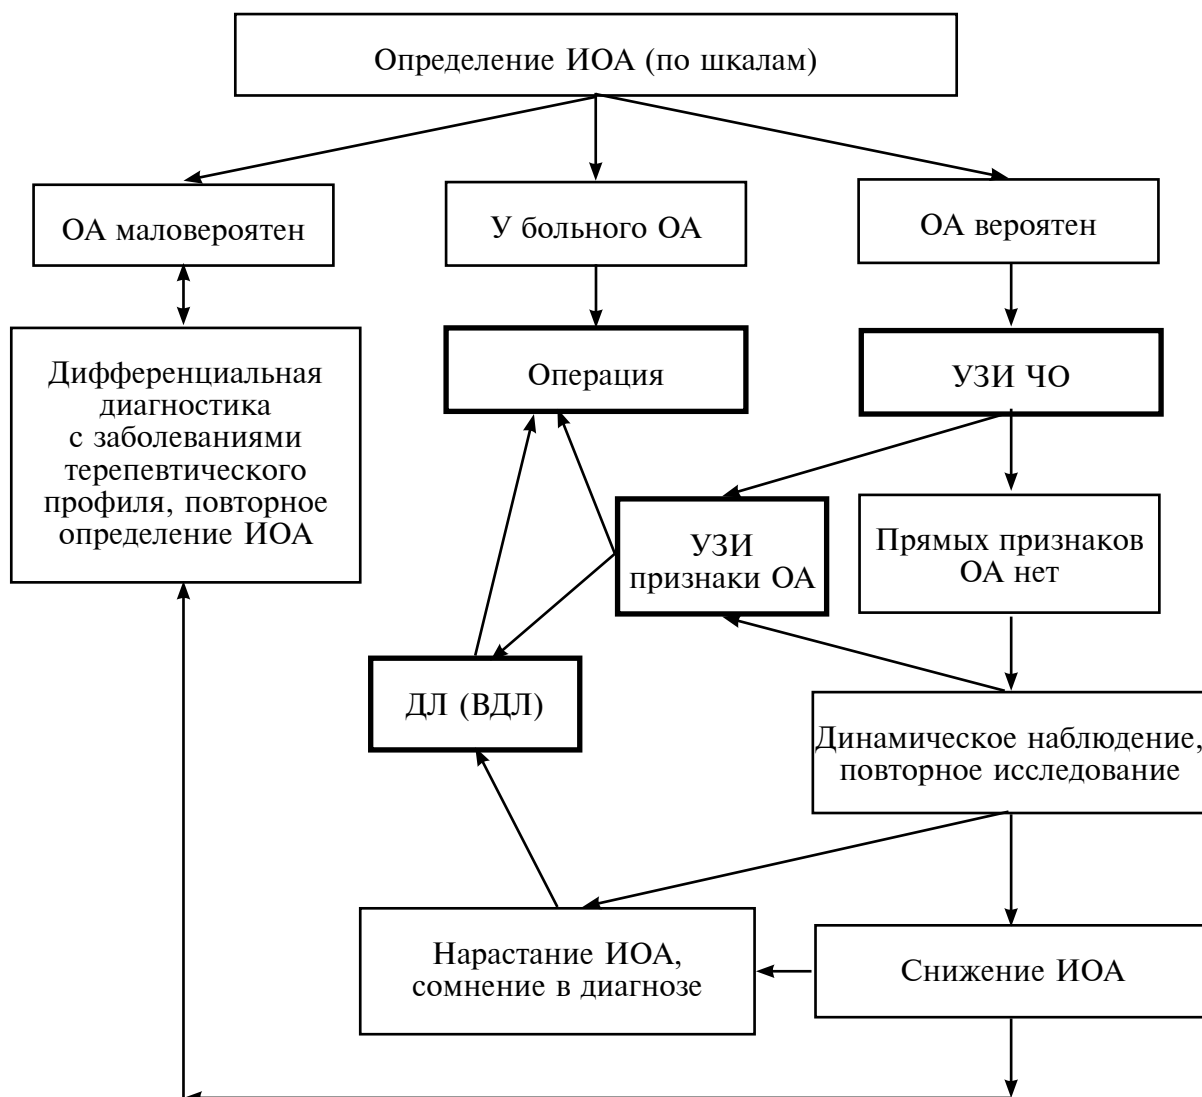 Определение ИОА (по шкалам)
ОА маловероятен
У больного ОА
ОА вероятен
Дифференциальная
диагностика
с заболеваниями
терепевтического
профиля, повторное
определение ИОА
Операция
УЗИ ЧО
УЗИ
признаки ОА
Прямых признаков
ОА нет
ДЛ (ВДЛ)
Динамическое наблюдение,
повторное исследование
Нарастание ИОА,
сомнение в диагнозе
Снижение ИОА